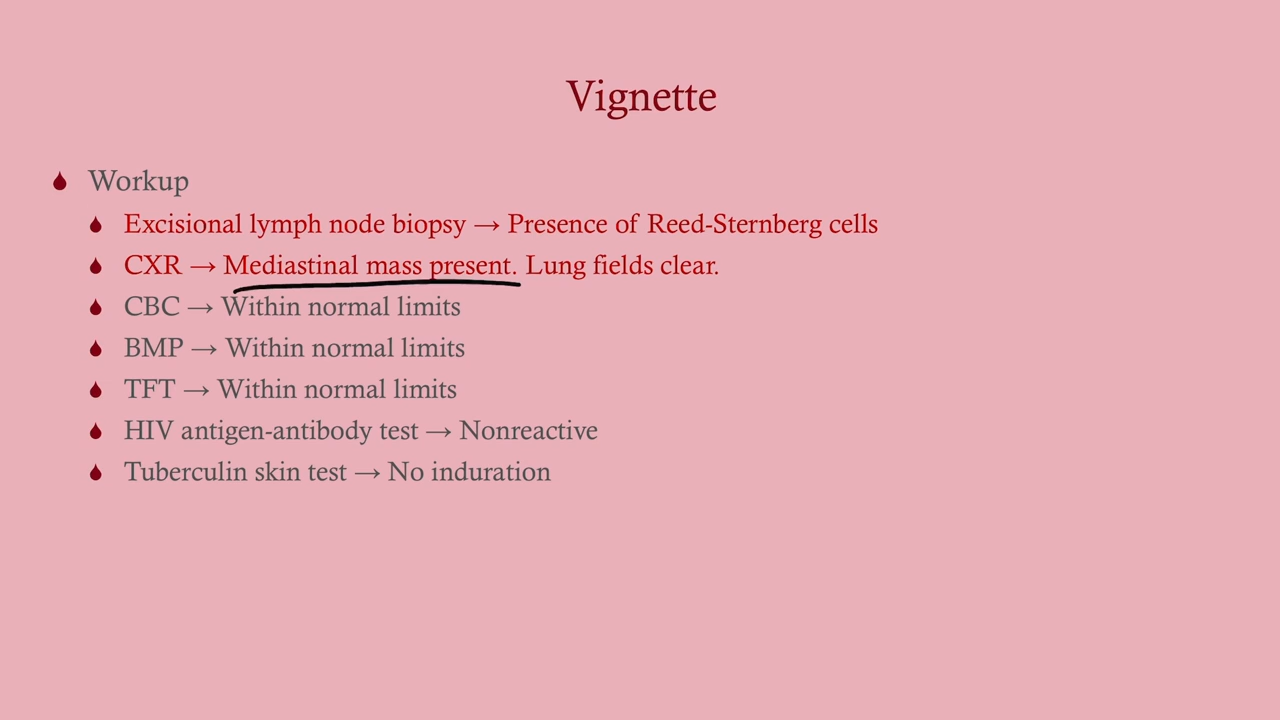 Vignette
Workup
Excisional lymph node biopsy → Presence of Reed-Sternberg cells
CXR → Mediastinal mass present. Lung fields clear.
CBC → Within normal limits
BMP → Within normal limits
TFT → Within normal limits
HIV antigen-antibody test → Nonreactive
Tuberculin skin test → No induration